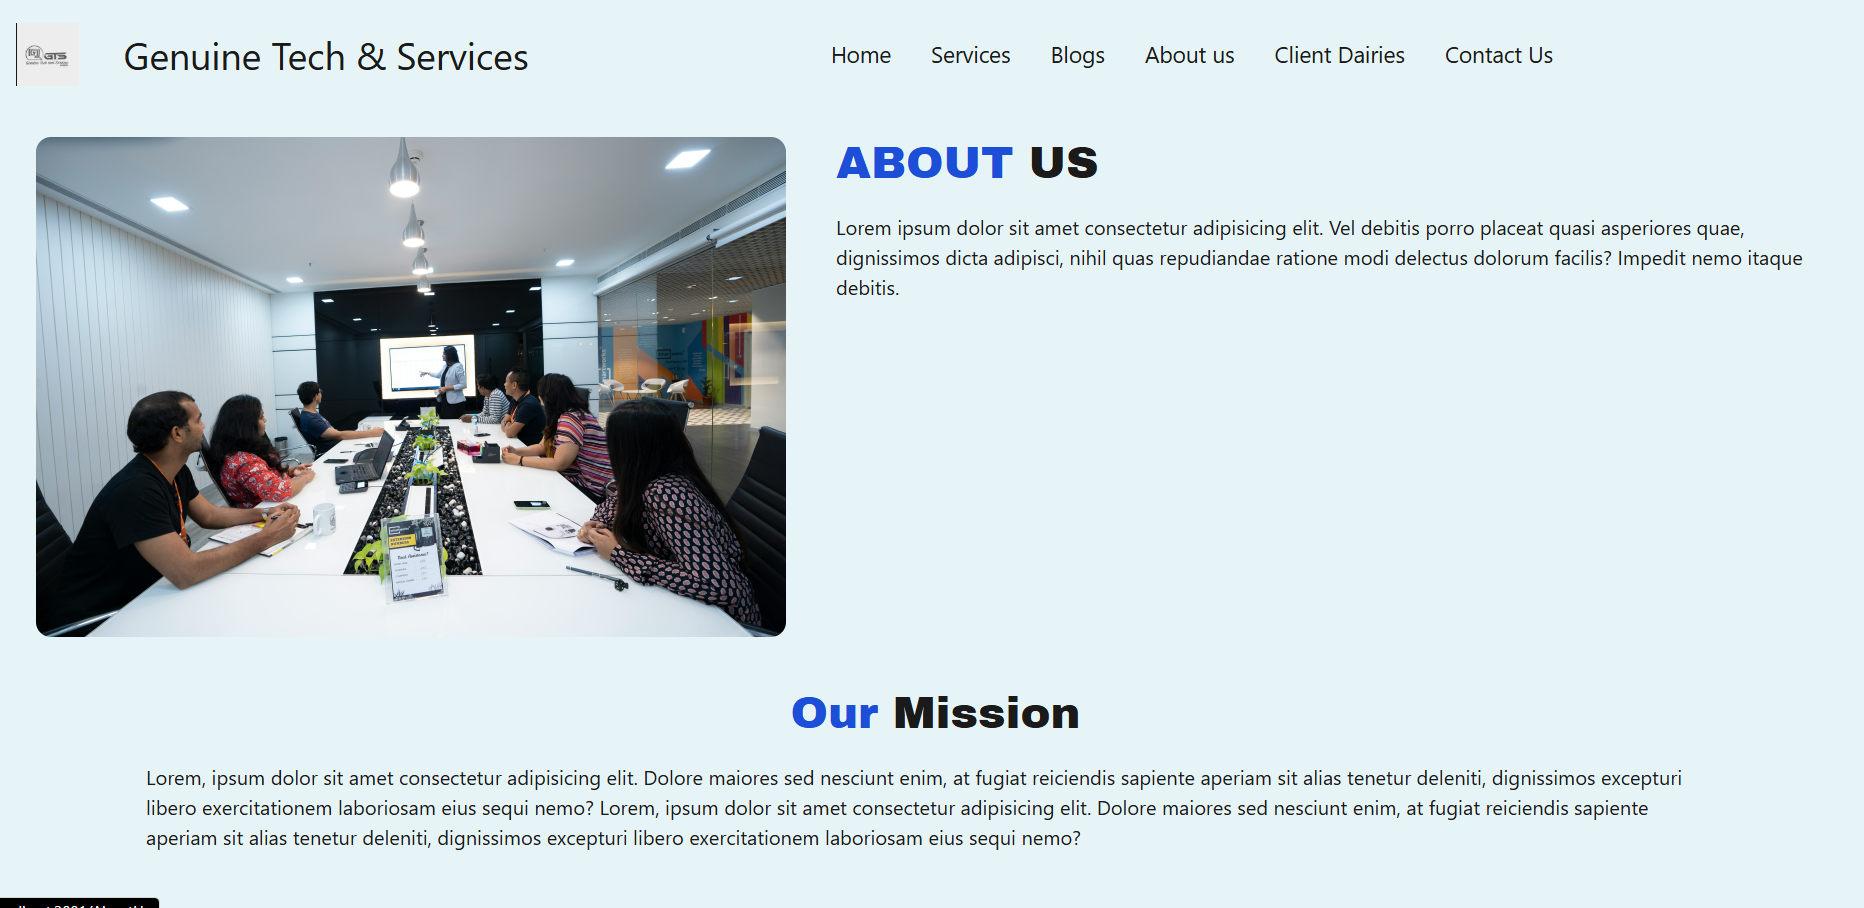 GTS
Genuine Tech & Services
Home Services Blogs About us Client Dairies Contact Us
ABOUT US
Lorem ipsum dolor sit amet consectetur adipisicing elit. Vel debitis porro placeat quasi asperiores quae,
dignissimos dicta adipisci, nihil quas repudiandae ratione modi delectus dolorum facilis? Impedit nemo itaque
debitis.
Our Mission
Lorem, ipsum dolor sit amet consectetur adipisicing elit. Dolore maiores sed nesciunt enim, at fugiat reiciendis sapiente aperiam sit alias tenetur deleniti, dignissimos excepturi
libero exercitationem laboriosam eius sequi nemo? Lorem, ipsum dolor sit amet consectetur adipisicing elit. Dolore maiores sed nesciunt enim, at fugiat reiciendis sapiente
aperiam sit alias tenetur deleniti, dignissimos excepturi libero exercitationem laboriosam eius sequi nemo?